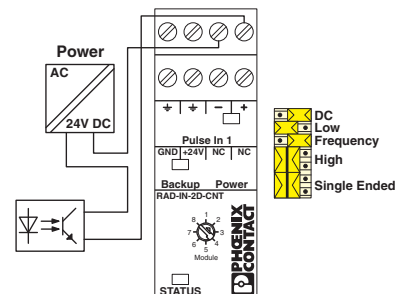 Power
AC
24V DC
⏚ ⏚ − +
Pulse In 1
GND +24V NC NC
Backup Power
RAD-IN-2D-CNT
1
2
3
4
5
6
7
8
Module
PHŒNIX
CONTACT
STATUS
DC
Low
Frequency
High
Single Ended